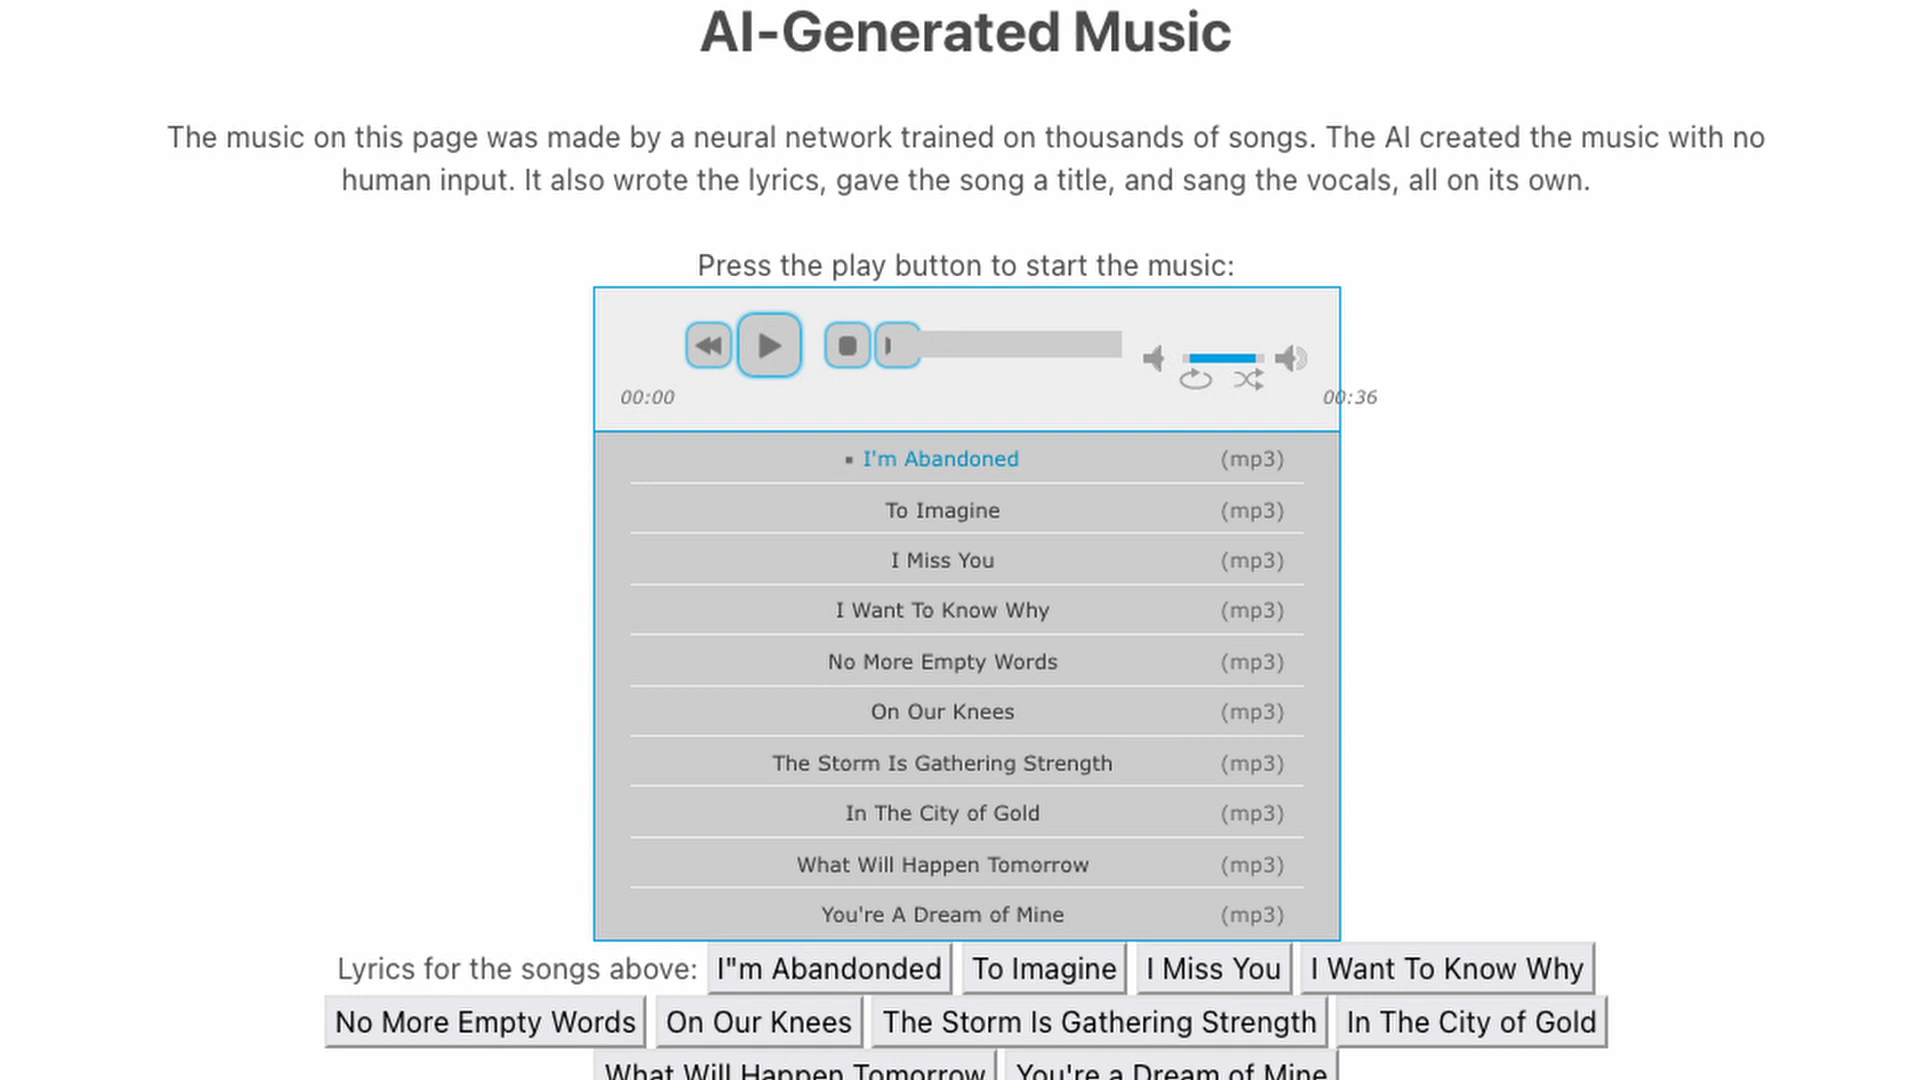 AI-Generated Music
The music on this page was made by a neural network trained on thousands of songs. The AI created the music with no
human input. It also wrote the lyrics, gave the song a title, and sang the vocals, all on its own.
Press the play button to start the music:
00:00 00:36
▪ I'm Abandoned (mp3)
To Imagine (mp3)
I Miss You (mp3)
I Want To Know Why (mp3)
No More Empty Words (mp3)
On Our Knees (mp3)
The Storm Is Gathering Strength (mp3)
In The City of Gold (mp3)
What Will Happen Tomorrow (mp3)
You're A Dream of Mine (mp3)
Lyrics for the songs above: I"m Abandonded To Imagine I Miss You I Want To Know Why
No More Empty Words On Our Knees The Storm Is Gathering Strength In The City of Gold
What Will Happen Tomorrow You're a Dream of Mine